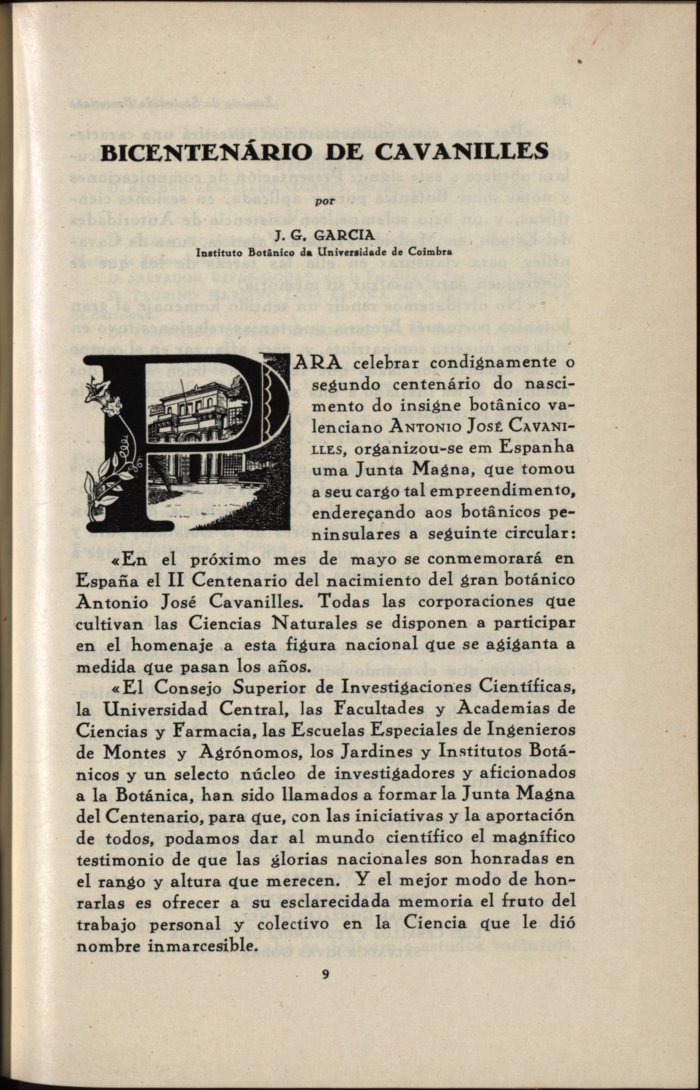 BICENTENÁRIO DE CAVANILLES
por
J. G. GARCIA
Instituto Botânico da Universidade de Coimbra
PARA celebrar condignamente o
segundo centenário do nasci-
mento do insigne botânico va-
lenciano ANTONIO JOSÉ CAVANI-
LLES, organizou-se em Espanha
uma Junta Magna, que tomou
a seu cargo tal empreendimento,
endereçando aos botânicos pe-
ninsulares a seguinte circular:
«En el próximo mes de mayo se conmemorará en
España el II Centenario del nacimiento del gran botánico
Antonio José Cavanilles. Todas las corporaciones que
cultivan las Ciencias Naturales se disponen a participar
en el homenaje a esta figura nacional que se agiganta a
medida que pasan los años.
«El Consejo Superior de Investigaciones Científicas,
la Universidad Central, las Facultades y Academias de
Ciencias y Farmacia, las Escuelas Especiales de Ingenieros
de Montes y Agrónomos, los Jardines y Institutos Botá-
nicos y un selecto núcleo de investigadores y aficionados
a la Botánica, han sido llamados a formar la Junta Magna
del Centenario, para que, con las iniciativas y la aportación
de todos, podamos dar al mundo científico el magnífico
testimonio de que las glorias nacionales son honradas en
el rango y altura que merecen. Y el mejor modo de hon-
rarlas es ofrecer a su esclarecidada memoria el fruto del
trabajo personal y colectivo en la Ciencia que le dió
nombre inmarcesible.
9